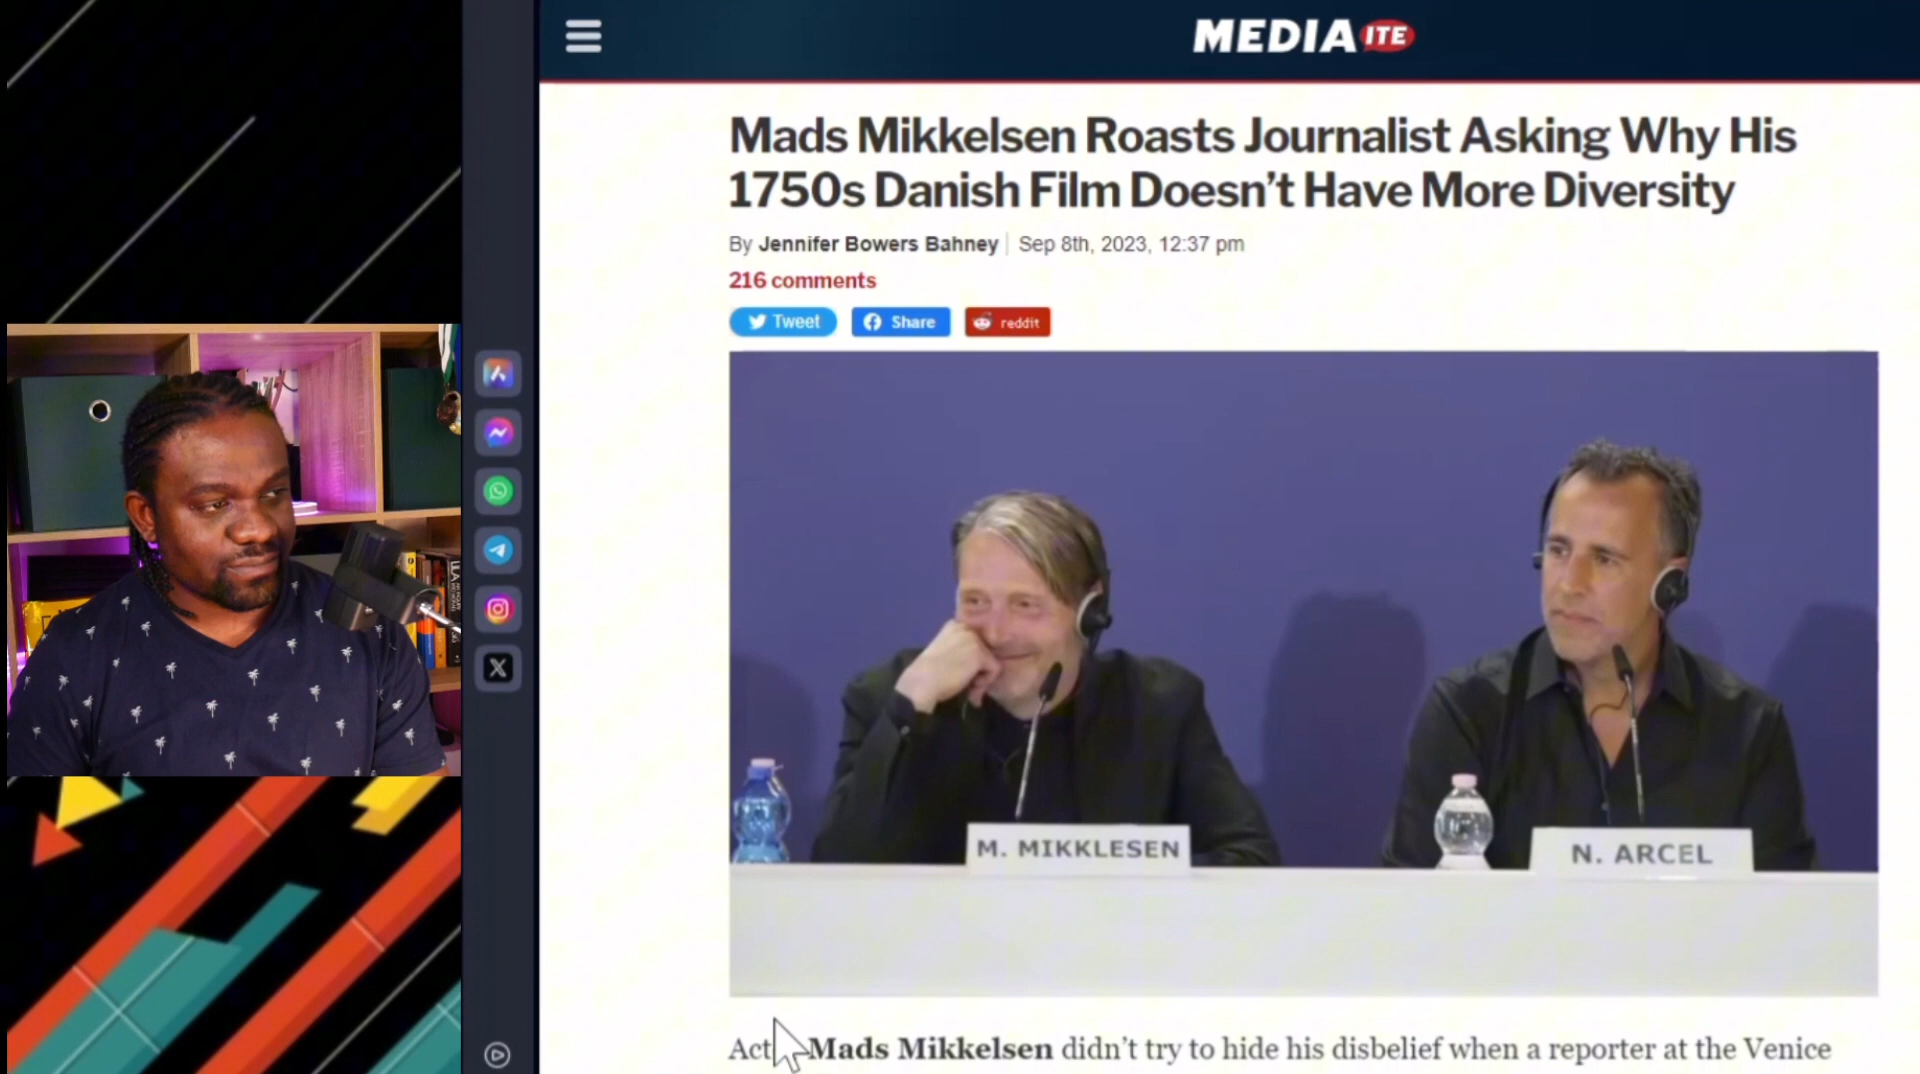 MEDIAITE
Mads Mikkelsen Roasts Journalist Asking Why His
1750s Danish Film Doesn’t Have More Diversity
By Jennifer Bowers Bahney | Sep 8th, 2023, 12:37 pm
216 comments
Tweet
Share
reddit
M. MIKKLESEN
N. ARCEL
Mads Mikkelsen didn’t try to hide his disbelief when a reporter at the Venice